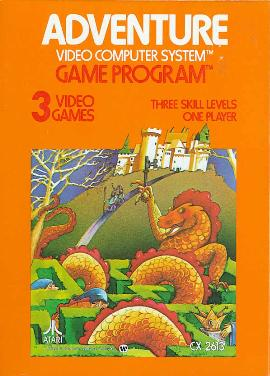 ADVENTURE
VIDEO COMPUTER SYSTEM™
GAME PROGRAM™
3 VIDEO GAMES
THREE SKILL LEVELS
ONE PLAYER
ATARI
CX 2613